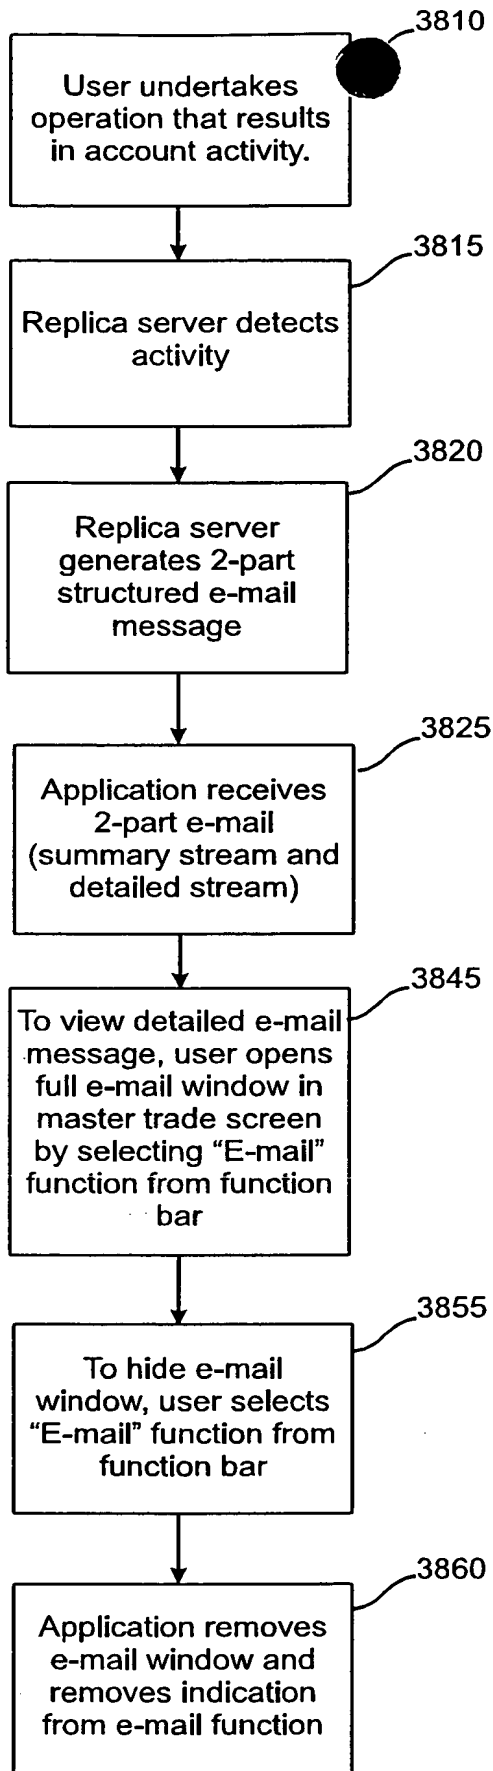 3810
User undertakes
operation that results
in account activity.
3815
Replica server detects
activity
3820
Replica server
generates 2-part
structured e-mail
message
3825
Application receives
2-part e-mail
(summary stream and
detailed stream)
3845
To view detailed e-mail
message, user opens
full e-mail window in
master trade screen
by selecting “E-mail”
function from function
bar
3855
To hide e-mail
window, user selects
“E-mail” function from
function bar
3860
Application removes
e-mail window and
removes indication
from e-mail function